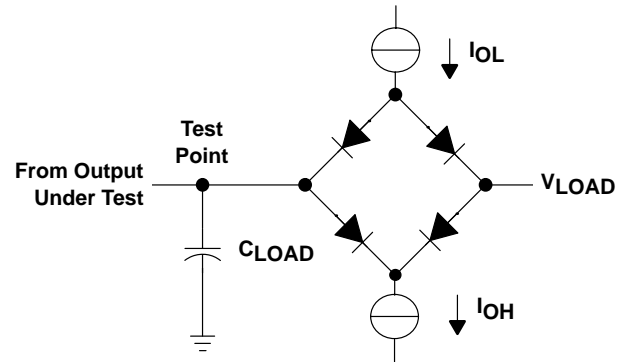 IOL
Test
Point
From Output
Under Test
VLOAD
CLOAD
IOH